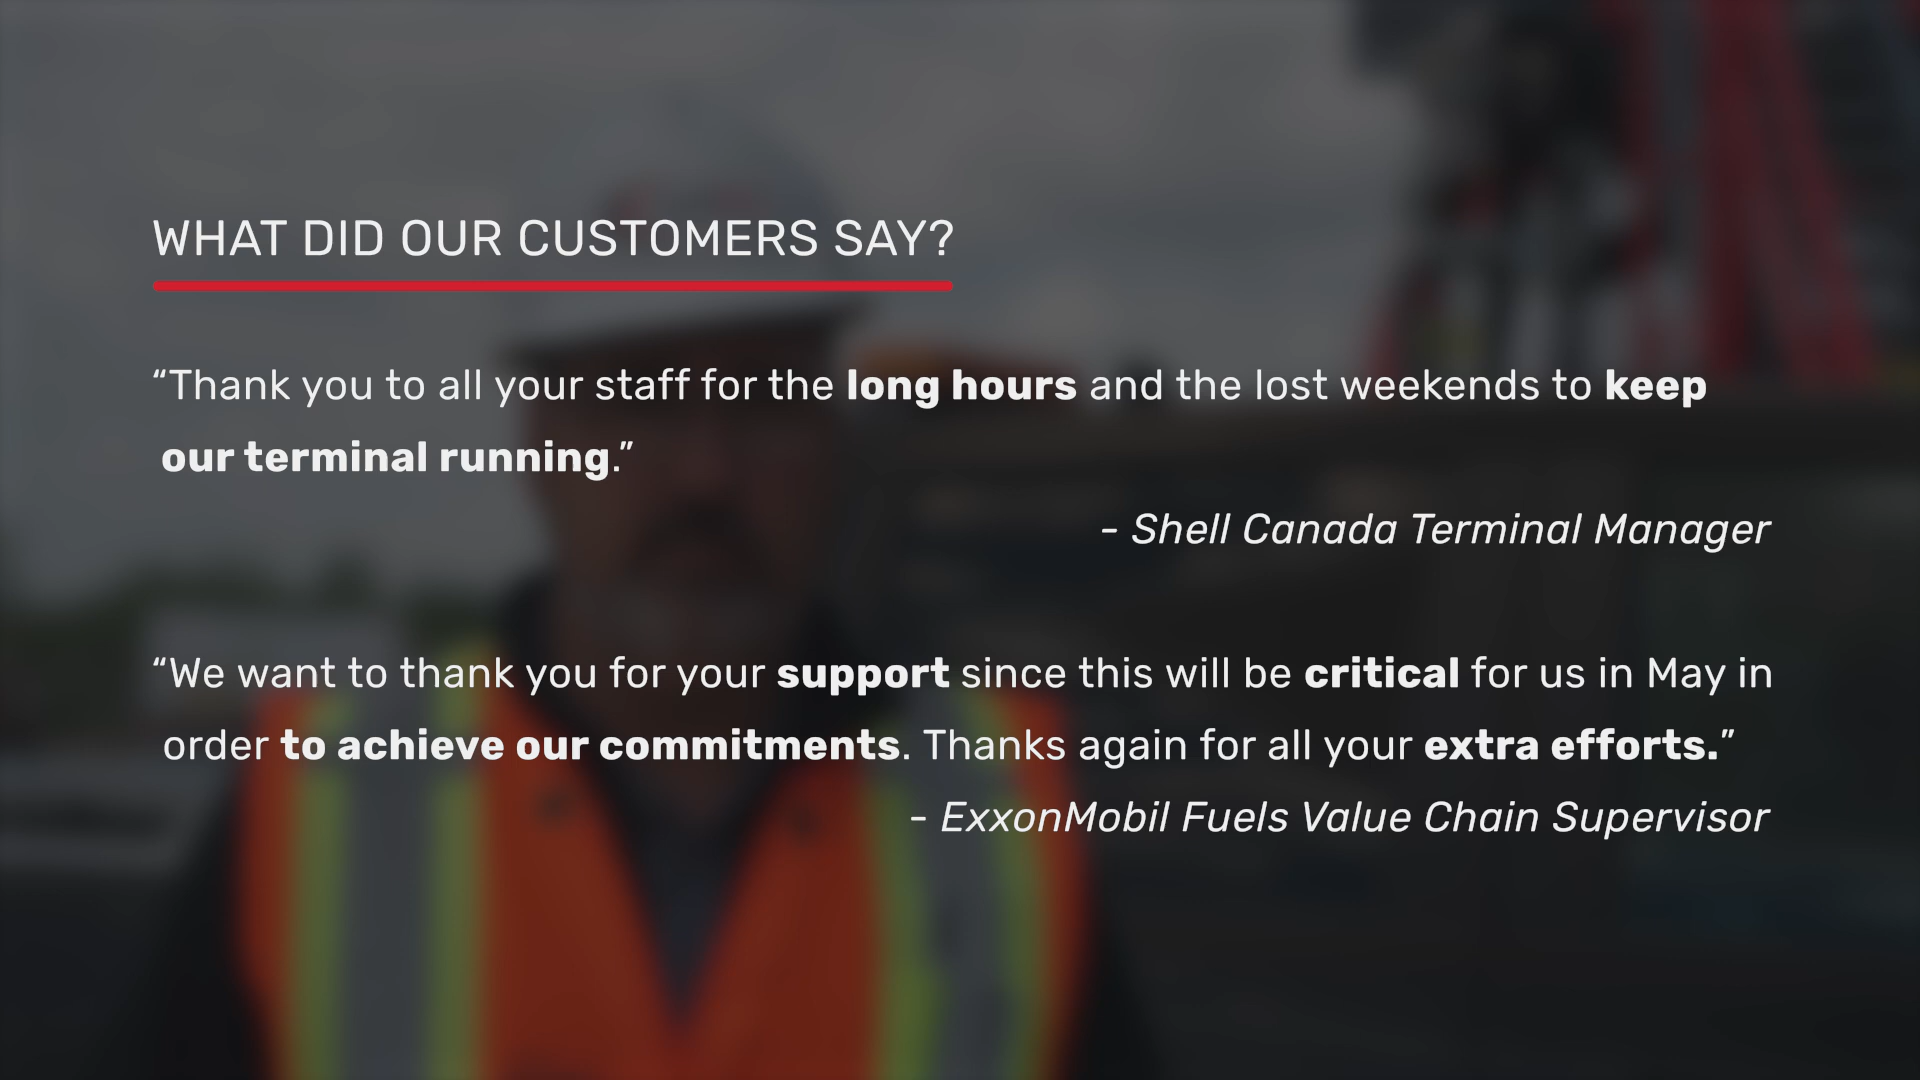 WHAT DID OUR CUSTOMERS SAY?
“Thank you to all your staff for the long hours and the lost weekends to keep
our terminal running.”
- Shell Canada Terminal Manager
“We want to thank you for your support since this will be critical for us in May in
order to achieve our commitments. Thanks again for all your extra efforts.”
- ExxonMobil Fuels Value Chain Supervisor